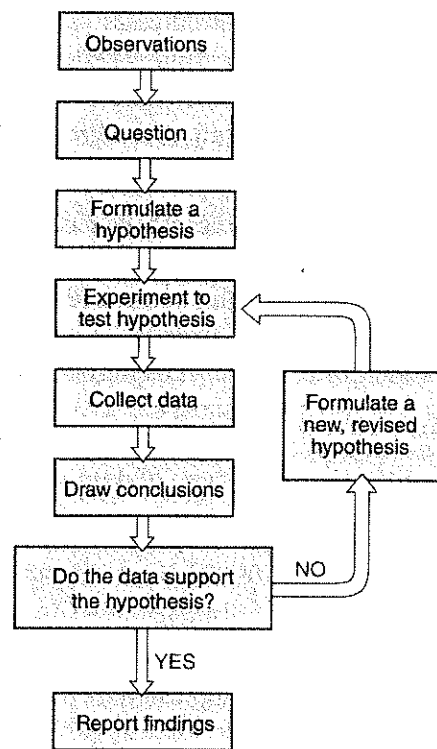 Observations
Question
Formulate a
hypothesis
Experiment to
test hypothesis
Collect data
Formulate a
new, revised
hypothesis
Draw conclusions
Do the data support
the hypothesis?
NO
YES
Report findings